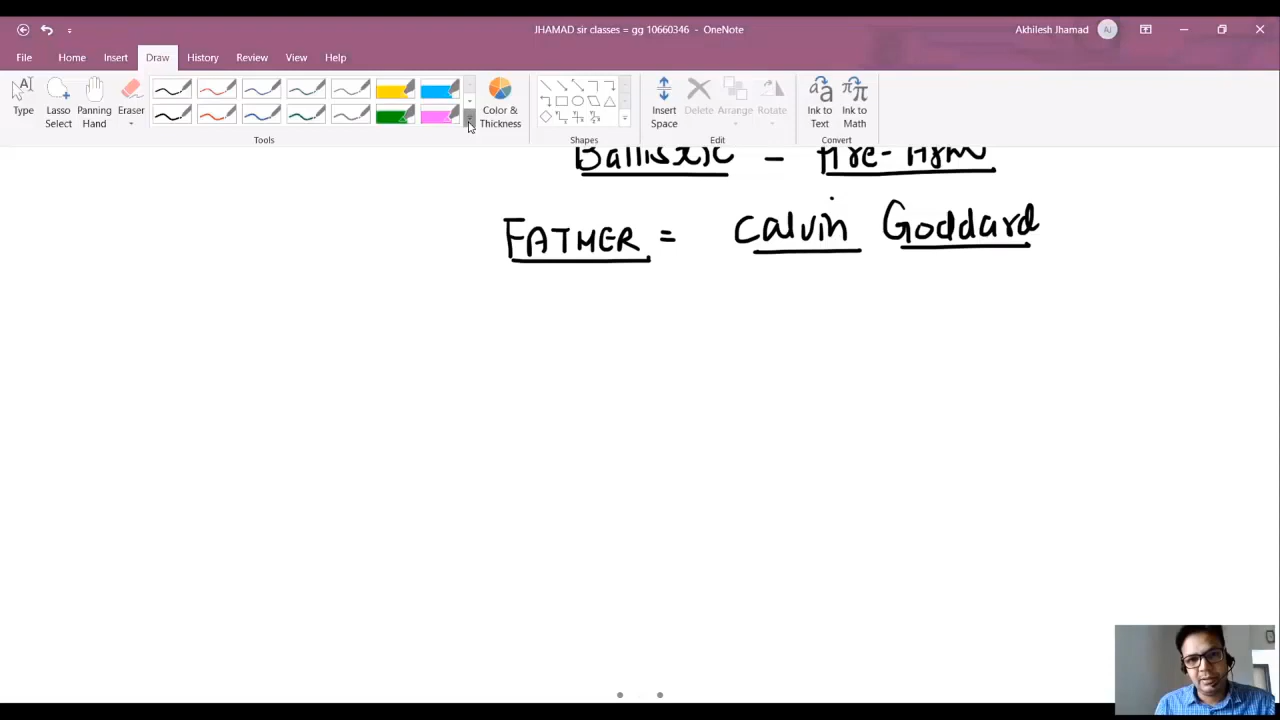 JHAMAD sir classes = gg 10660346 - OneNote
Akhilesh Jhamad AJ
File Home Insert Draw History Review View Help
Type Lasso Select Panning Hand Eraser Color & Thickness Insert Space Delete Arrange Rotate Ink to Text Ink to Math
Tools Shapes Edit Convert
Ballistic - Fire-Arm
FATHER = Calvin Goddard